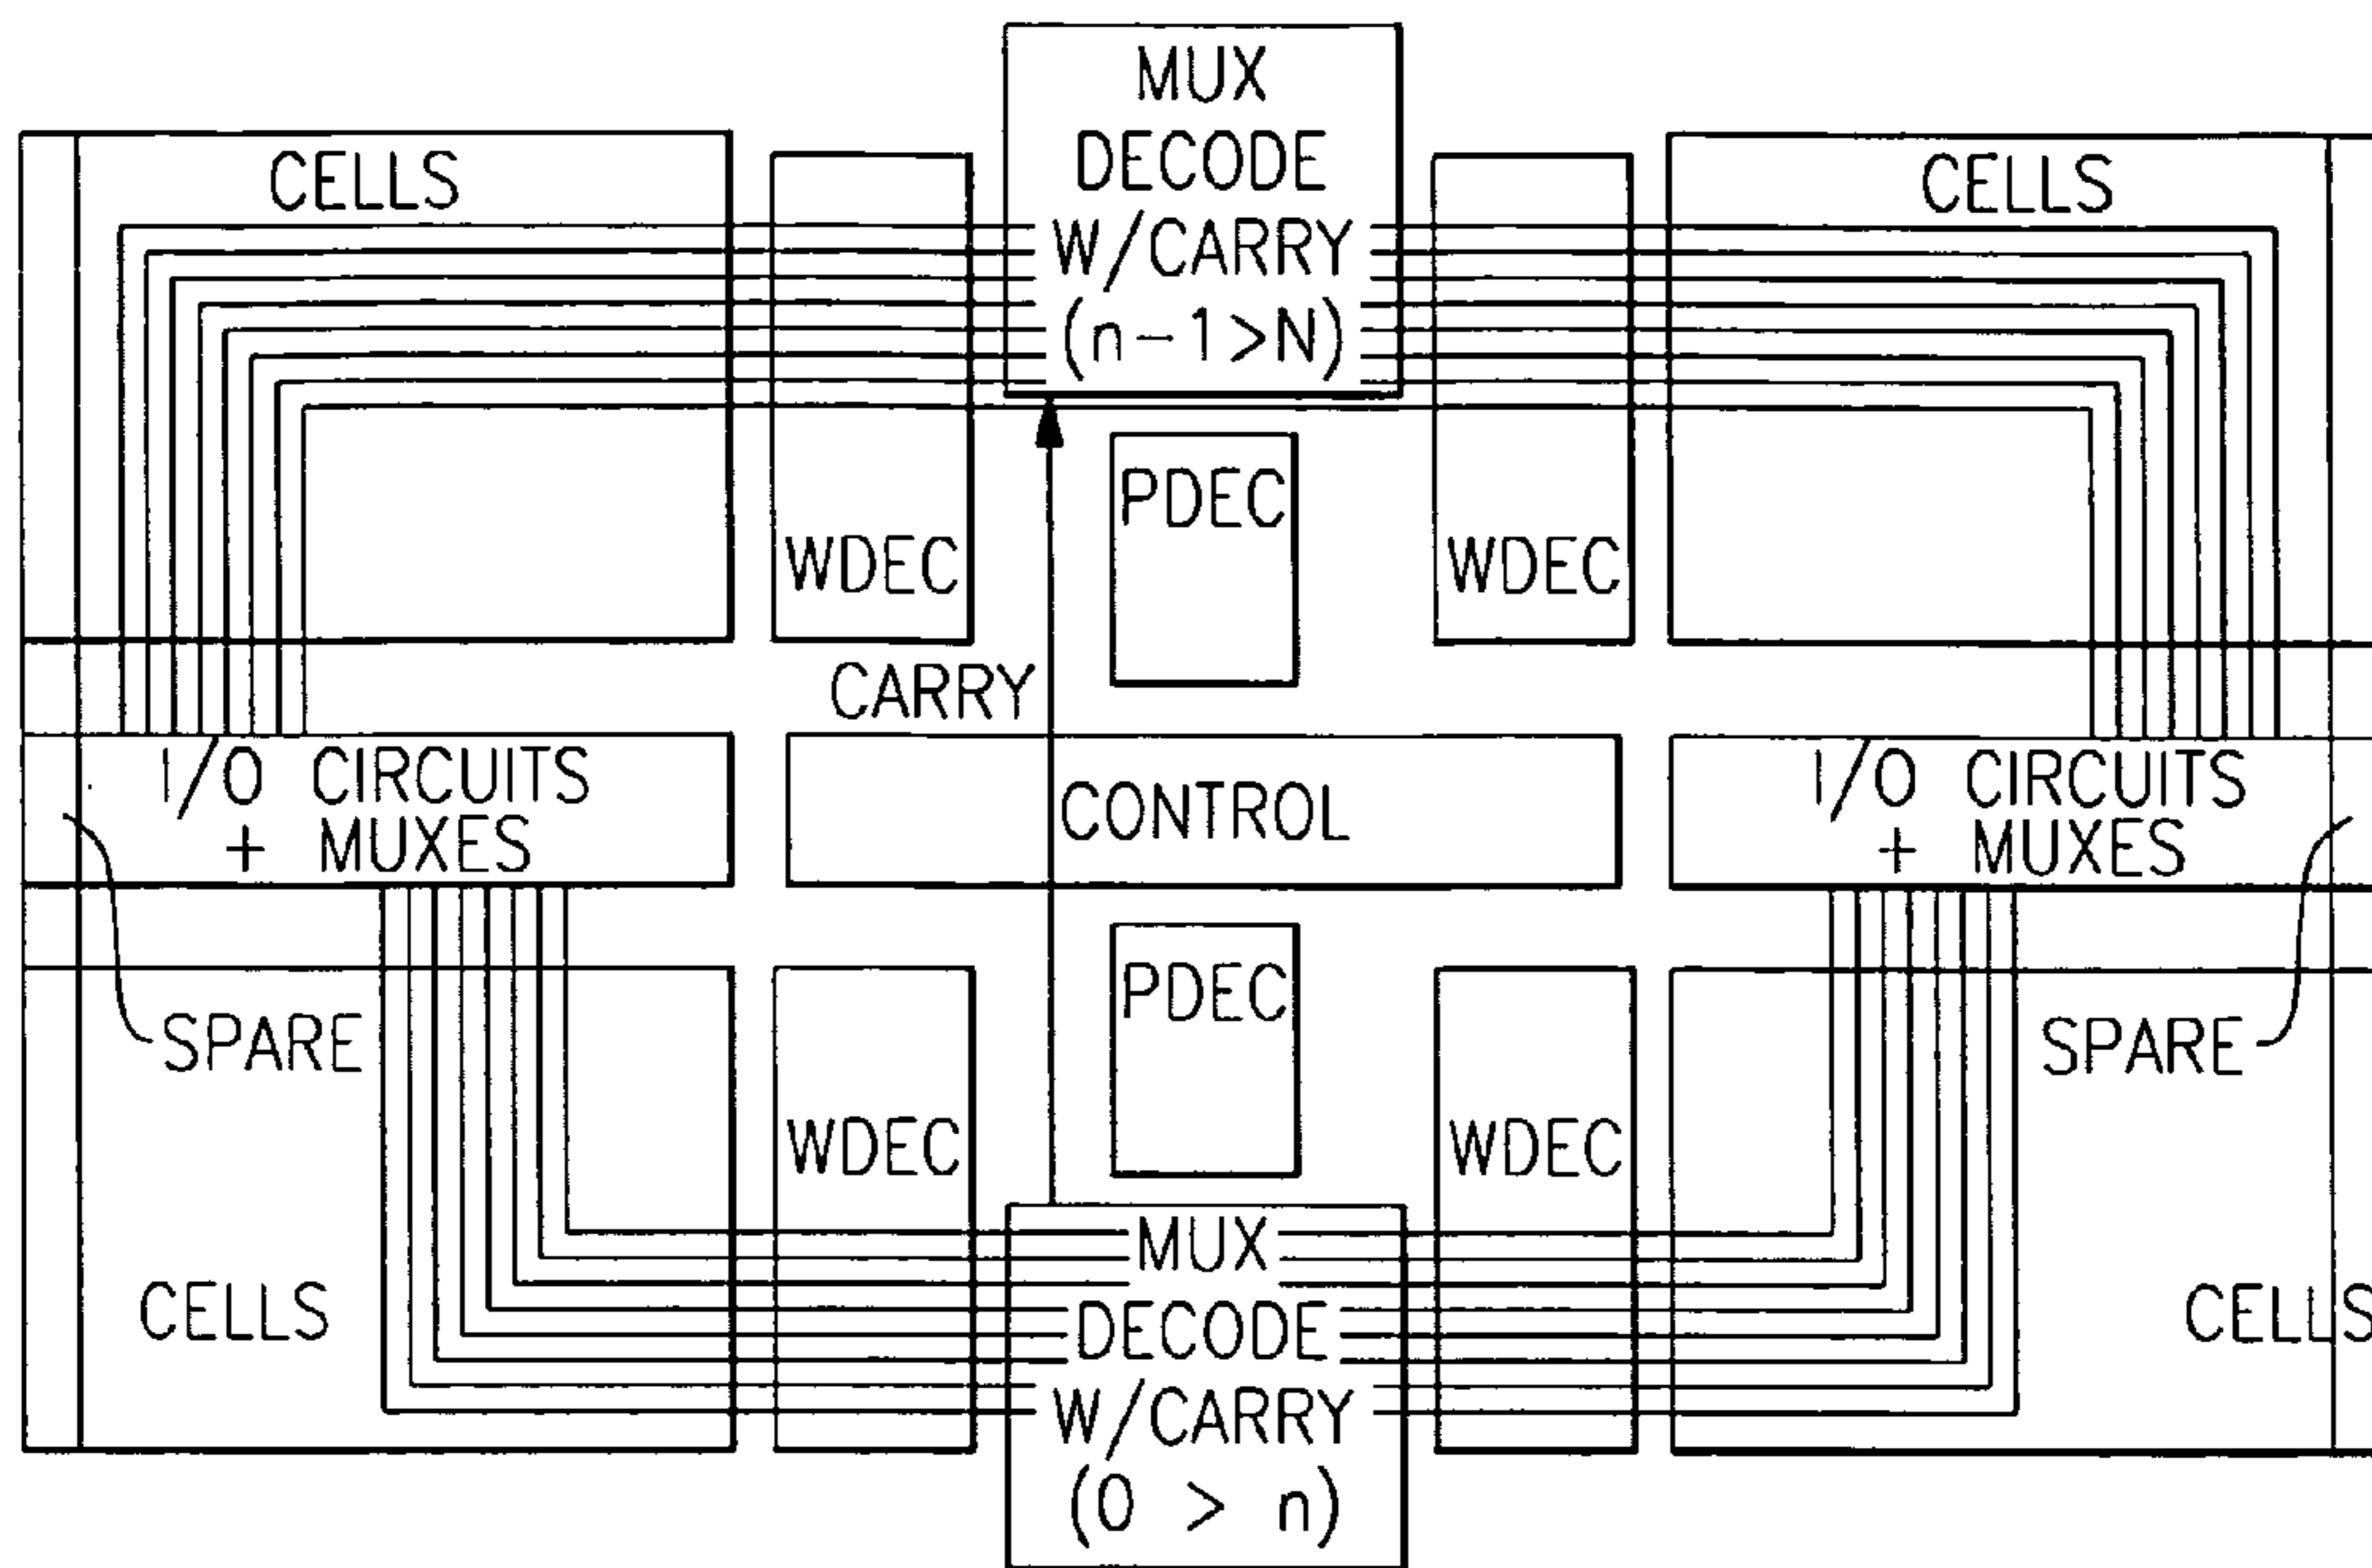 MUX
DECODE
W/CARRY
(n-1>N)
CELLS
CELLS
PDEC
WDEC
WDEC
CARRY
I/O CIRCUITS
+ MUXES
CONTROL
I/O CIRCUITS
+ MUXES
PDEC
SPARE
SPARE
WDEC
WDEC
CELLS
CELLS
MUX
DECODE
W/CARRY
(0 > n)